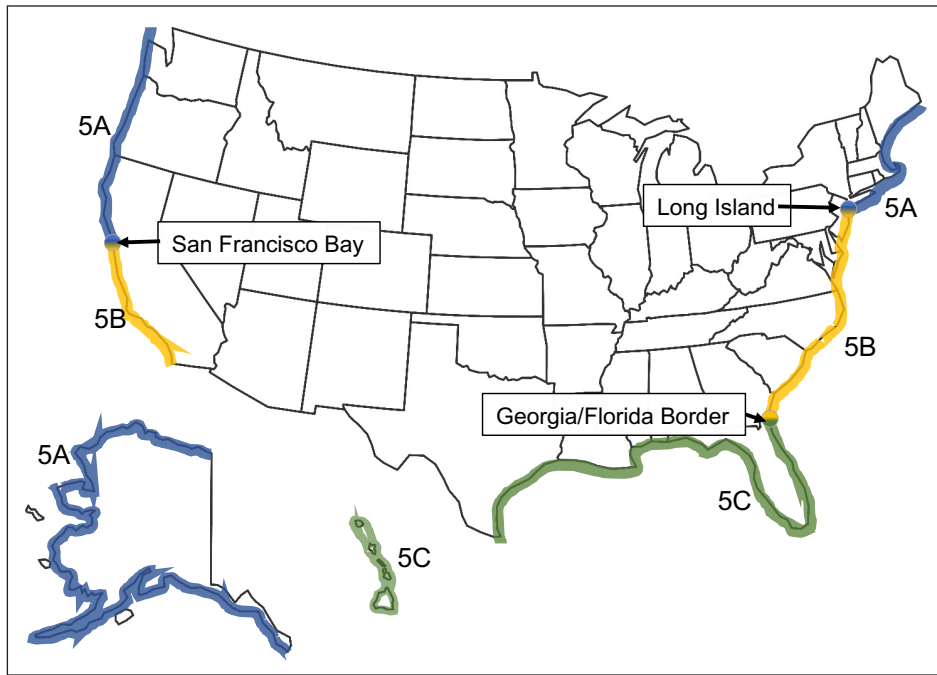 5A
Long Island
5A
San Francisco Bay
5B
5B
Georgia/Florida Border
5A
5C
5C